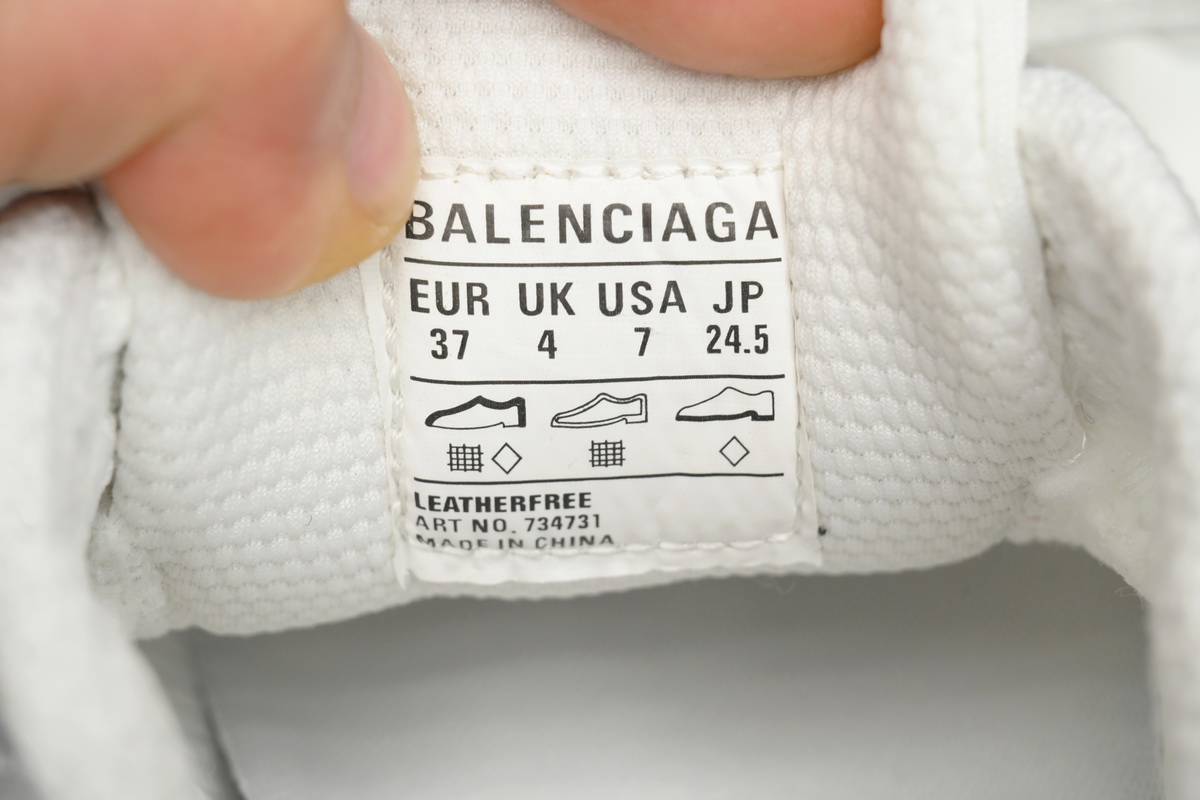 BALENCIAGA
EUR UK USA JP
37 4 7 24.5
LEATHERFREE
ART NO. 734731
MADE IN CHINA